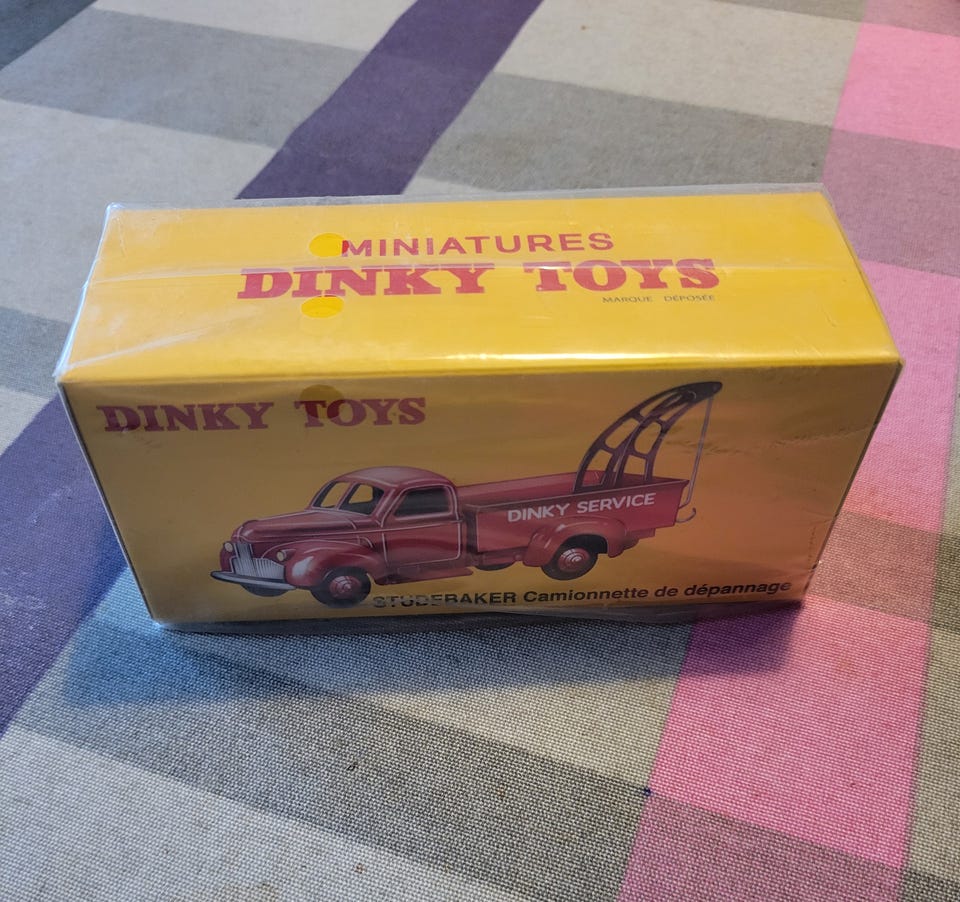 MINIATURES
DINKY TOYS
MARQUE DÉPOSÉE
DINKY TOYS
DINKY SERVICE
STUDEBAKER Camionnette de dépannage